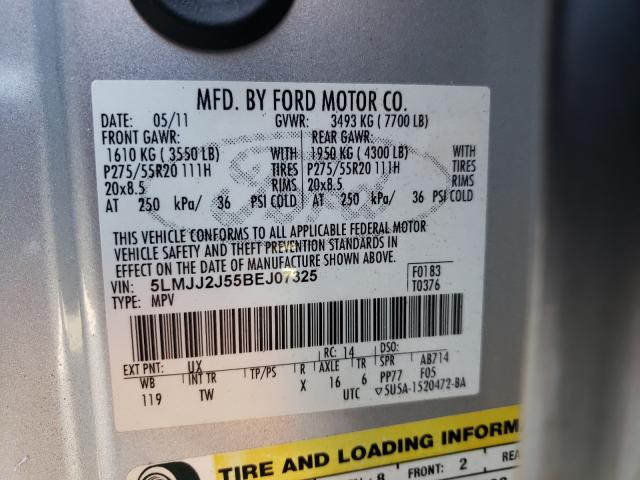 MFD. BY FORD MOTOR CO.
DATE: 05/11 GVWR: 3493 KG ( 7700 LB)
FRONT GAWR: REAR GAWR:
1610 KG ( 3550 LB) WITH 1950 KG ( 4300 LB) WITH
P275/55R20 111H TIRES P275/55R20 111H TIRES
20x8.5 RIMS 20x8.5 RIMS
AT 250 kPa/ 36 PSI COLD AT 250 kPa/ 36 PSI COLD
Ford
THIS VEHICLE CONFORMS TO ALL APPLICABLE FEDERAL MOTOR
VEHICLE SAFETY AND THEFT PREVENTION STANDARDS IN
EFFECT ON THE DATE OF MANUFACTURE SHOWN ABOVE.
VIN: 5LMJJ2J55BEJ07325 F0183
TYPE: MPV T0376
EXT PNT: UX RC: 14 DSO:
WB INT TR TP/PS R AXLE TR SPR AB714
119 TW X 16 6 PP77 F05
UTC 5U5A-1520472-BA
TIRE AND LOADING INFORM
8 FRONT: 2 REA